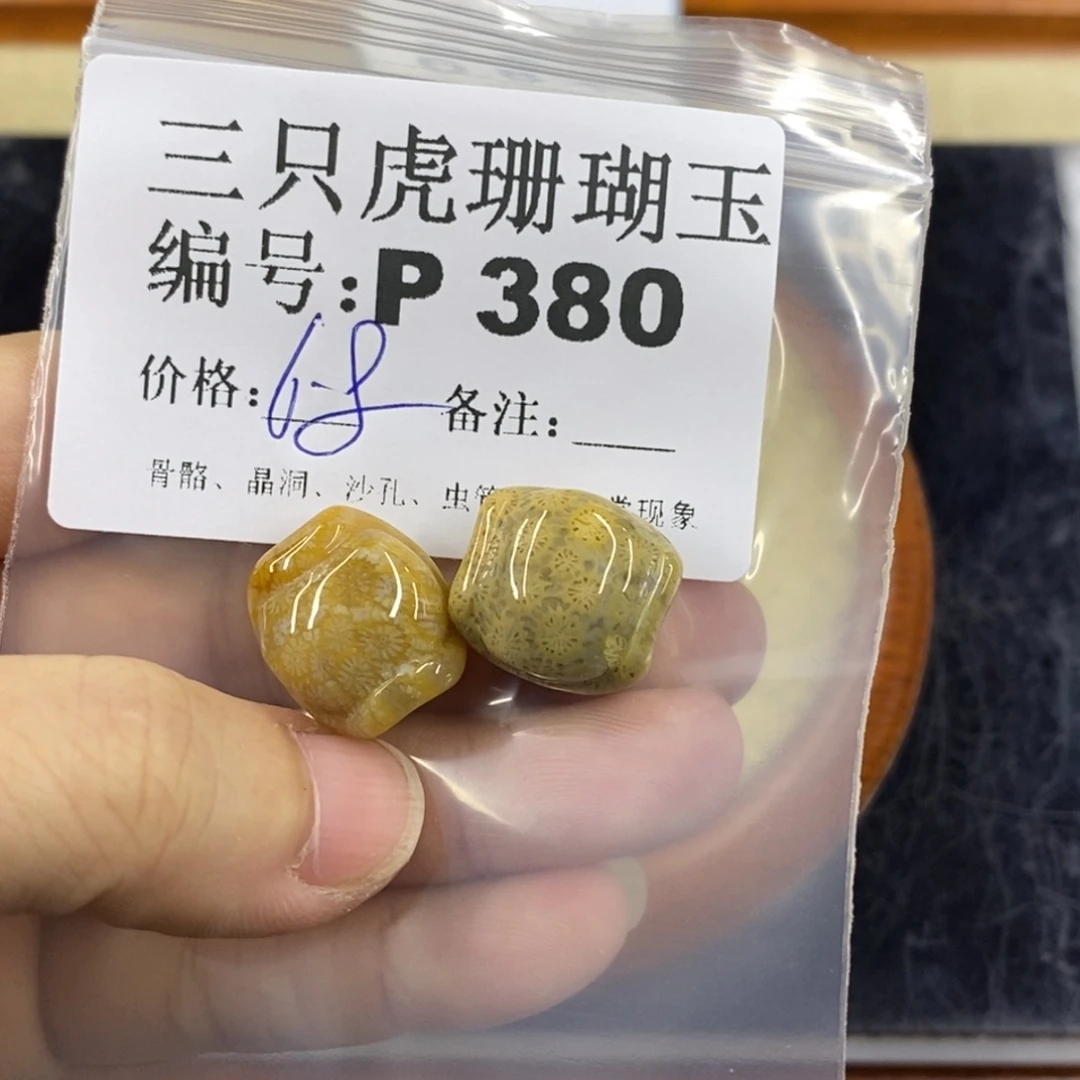 三只虎珊瑚玉
编号:P 380
价格: 68 备注:
骨骼、晶洞、沙孔、虫管 常现象